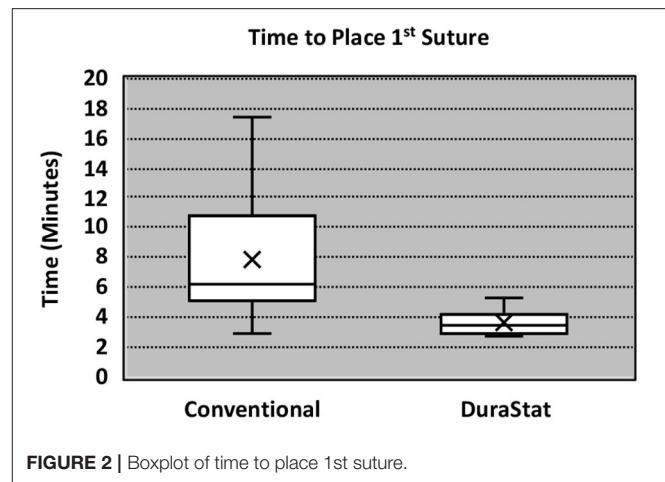 Time to Place 1st Suture
20
18
16
14
12
10
8
6
4
2
0
Time (Minutes)
Conventional DuraStat
FIGURE 2 | Boxplot of time to place 1st suture.